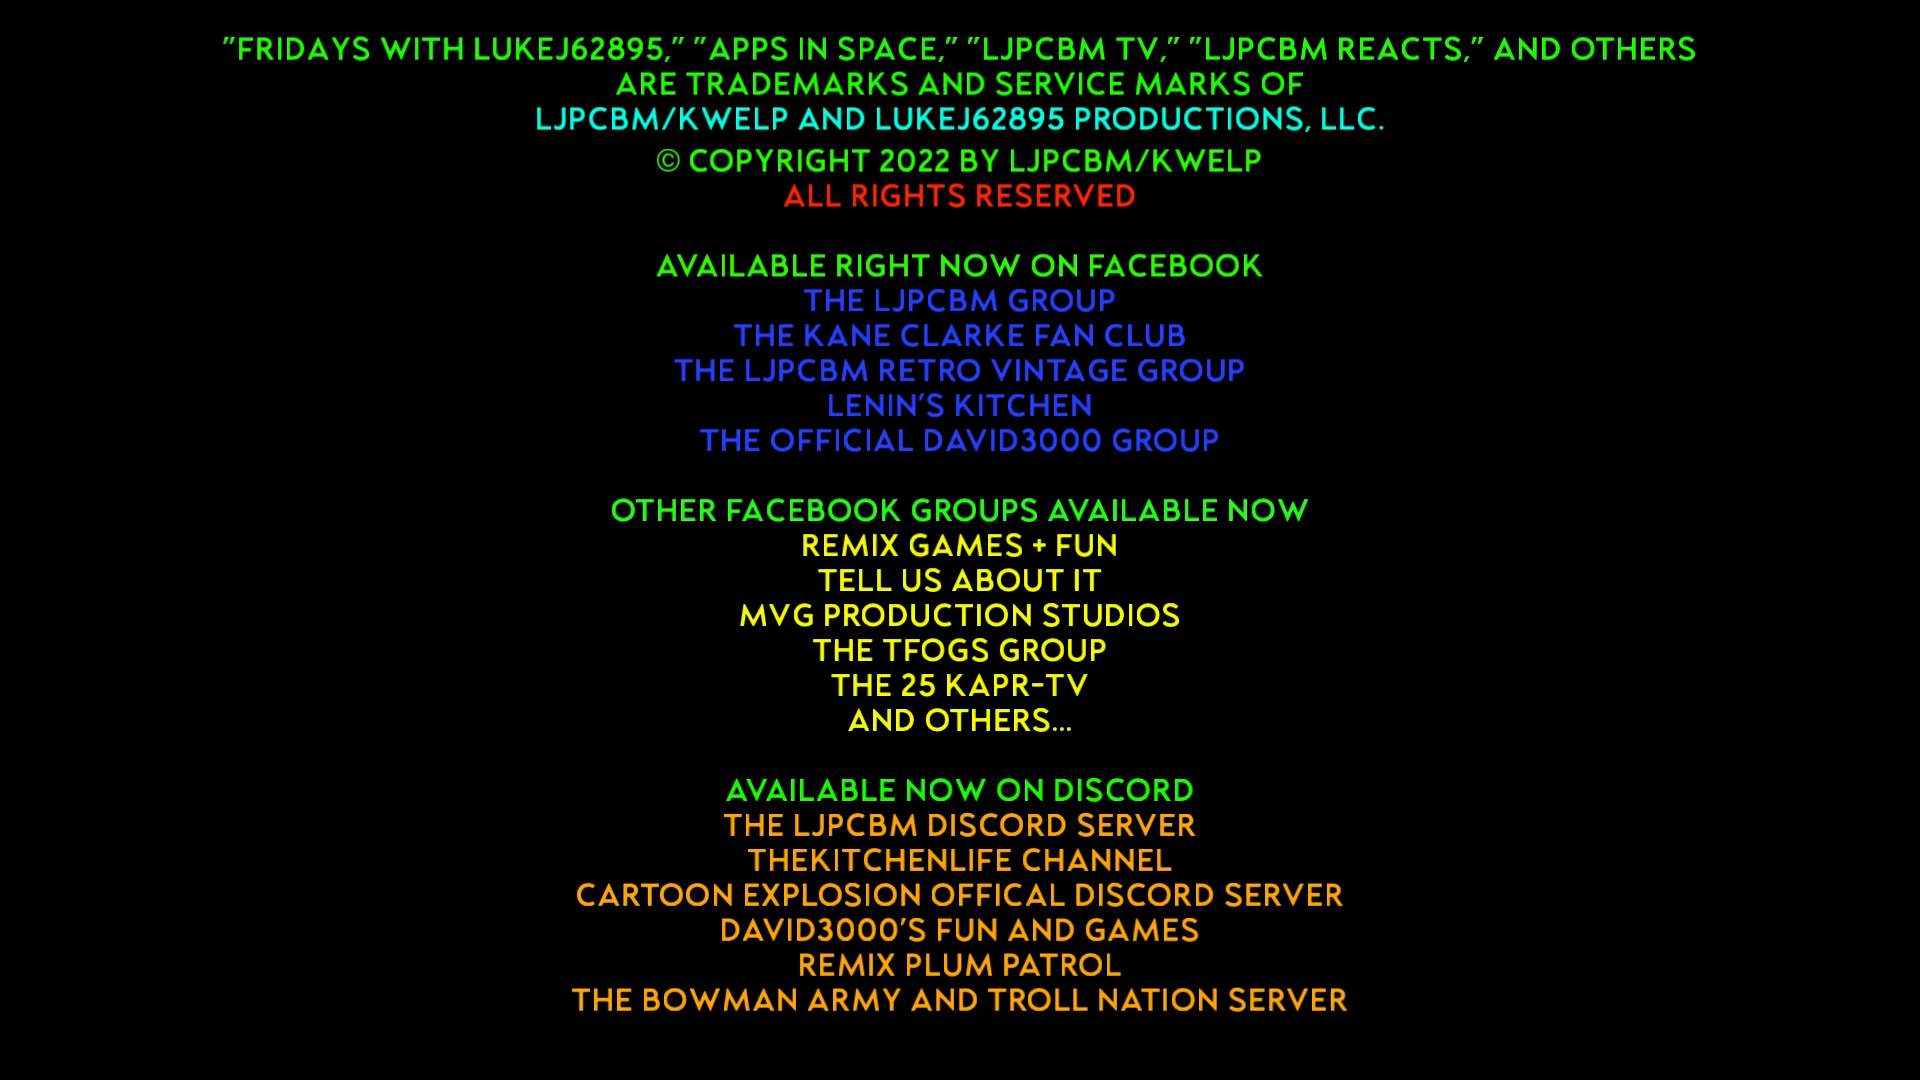 "FRIDAYS WITH LUKEJ62895," "APPS IN SPACE," "LJPCBM TV," "LJPCBM REACTS," AND OTHERS
ARE TRADEMARKS AND SERVICE MARKS OF
LJPCBM/KWELP AND LUKEJ62895 PRODUCTIONS, LLC.
© COPYRIGHT 2022 BY LJPCBM/KWELP
ALL RIGHTS RESERVED
AVAILABLE RIGHT NOW ON FACEBOOK
THE LJPCBM GROUP
THE KANE CLARKE FAN CLUB
THE LJPCBM RETRO VINTAGE GROUP
LENIN'S KITCHEN
THE OFFICIAL DAVID3000 GROUP
OTHER FACEBOOK GROUPS AVAILABLE NOW
REMIX GAMES + FUN
TELL US ABOUT IT
MVG PRODUCTION STUDIOS
THE TFOGS GROUP
THE 25 KAPR-TV
AND OTHERS...
AVAILABLE NOW ON DISCORD
THE LJPCBM DISCORD SERVER
THEKITCHENLIFE CHANNEL
CARTOON EXPLOSION OFFICAL DISCORD SERVER
DAVID3000'S FUN AND GAMES
REMIX PLUM PATROL
THE BOWMAN ARMY AND TROLL NATION SERVER